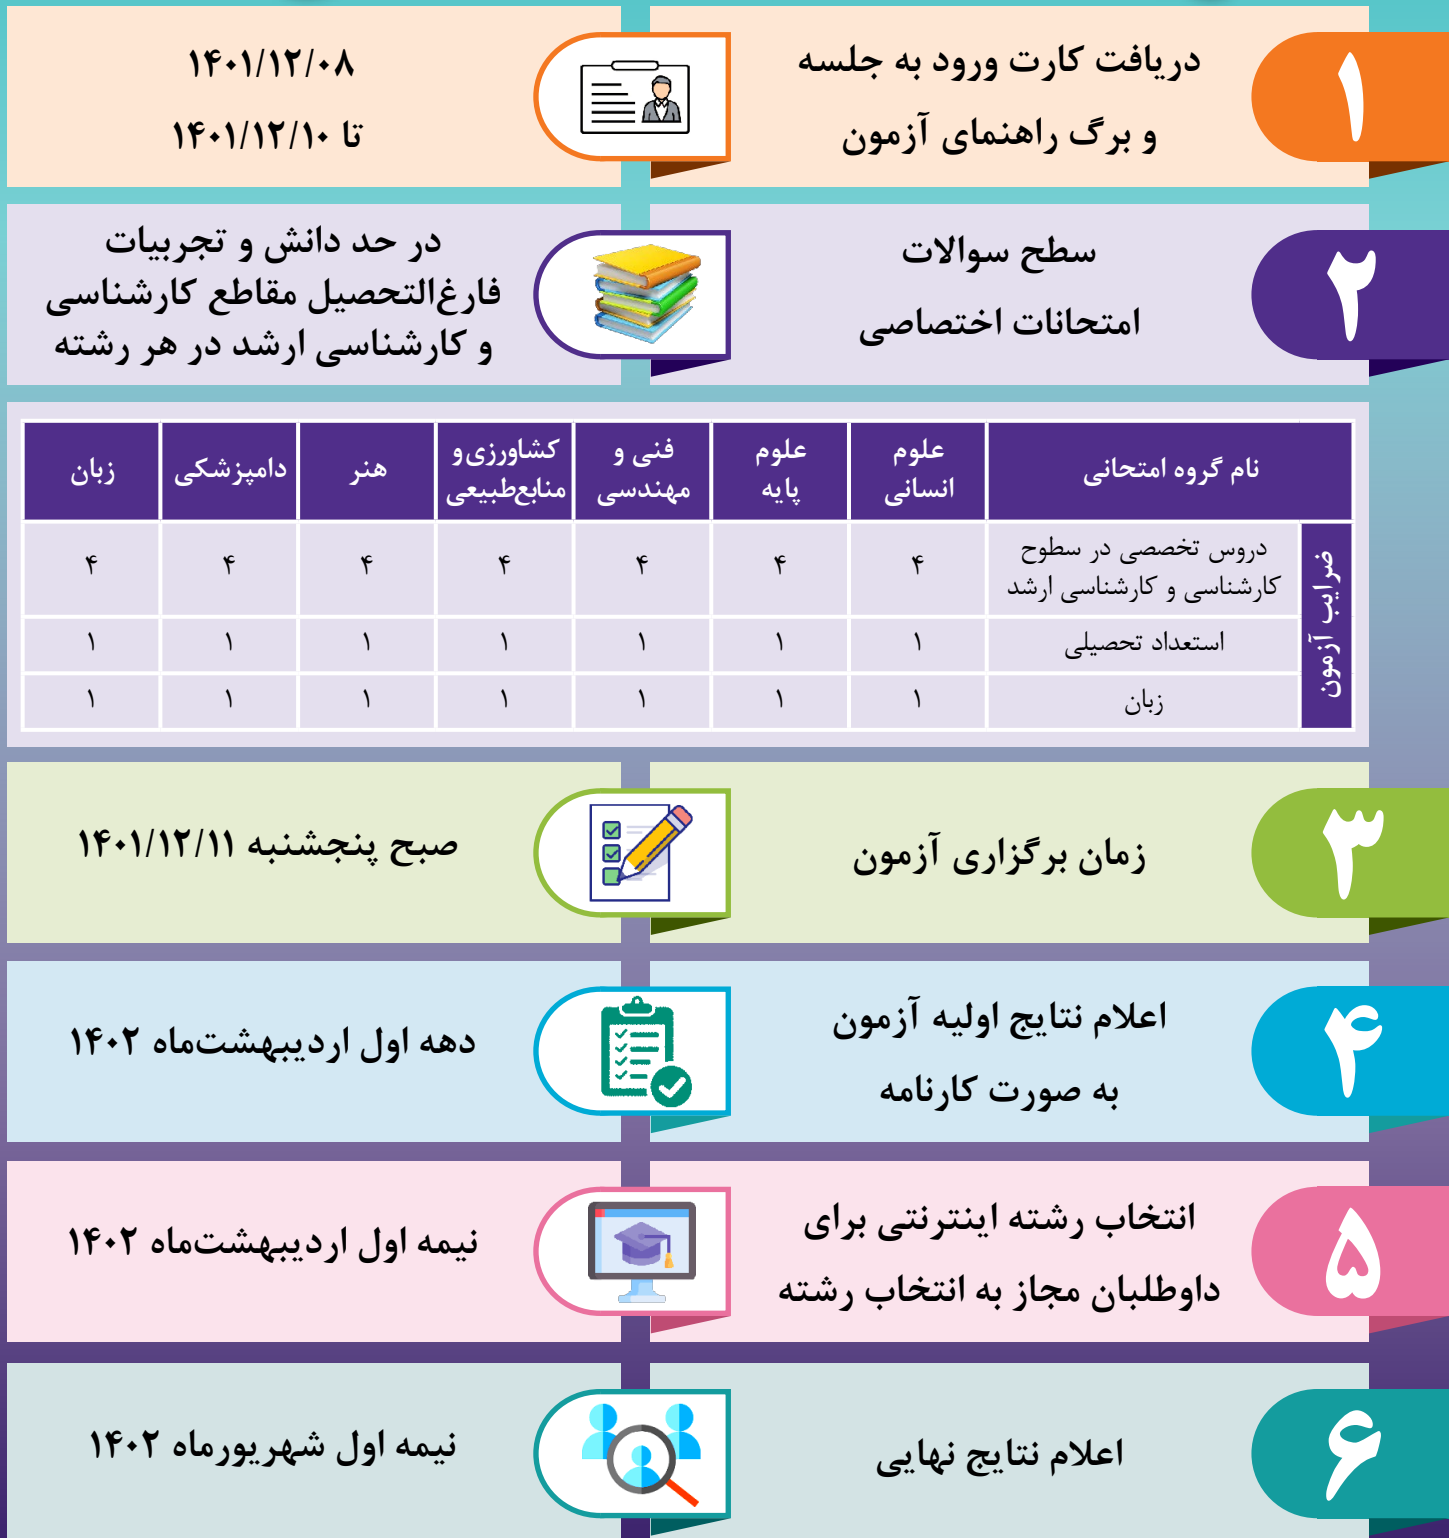 ۱
دریافت کارت ورود به جلسه
و برگ راهنمای آزمون
۱۴۰۱/۱۲/۰۸
تا ۱۴۰۱/۱۲/۱۰
۲
سطح سوالات
امتحانات اختصاصی
در حد دانش و تجربیات
فارغ‌التحصیل مقاطع کارشناسی
و کارشناسی ارشد در هر رشته
نام گروه امتحانی علوم انسانی علوم پایه فنی و مهندسی کشاورزی و منابع‌طبیعی هنر دامپزشکی زبان
ضرایب آزمون
دروس تخصصی در سطوح
کارشناسی و کارشناسی ارشد
۴ ۴ ۴ ۴ ۴ ۴ ۴
استعداد تحصیلی ۱ ۱ ۱ ۱ ۱ ۱ ۱
زبان ۱ ۱ ۱ ۱ ۱ ۱ ۱
۳
زمان برگزاری آزمون
صبح پنجشنبه ۱۴۰۱/۱۲/۱۱
۴
اعلام نتایج اولیه آزمون
به صورت کارنامه
دهه اول اردیبهشت‌ماه ۱۴۰۲
۵
انتخاب رشته اینترنتی برای
داوطلبان مجاز به انتخاب رشته
نیمه اول اردیبهشت‌ماه ۱۴۰۲
۶
اعلام نتایج نهایی
نیمه اول شهریورماه ۱۴۰۲